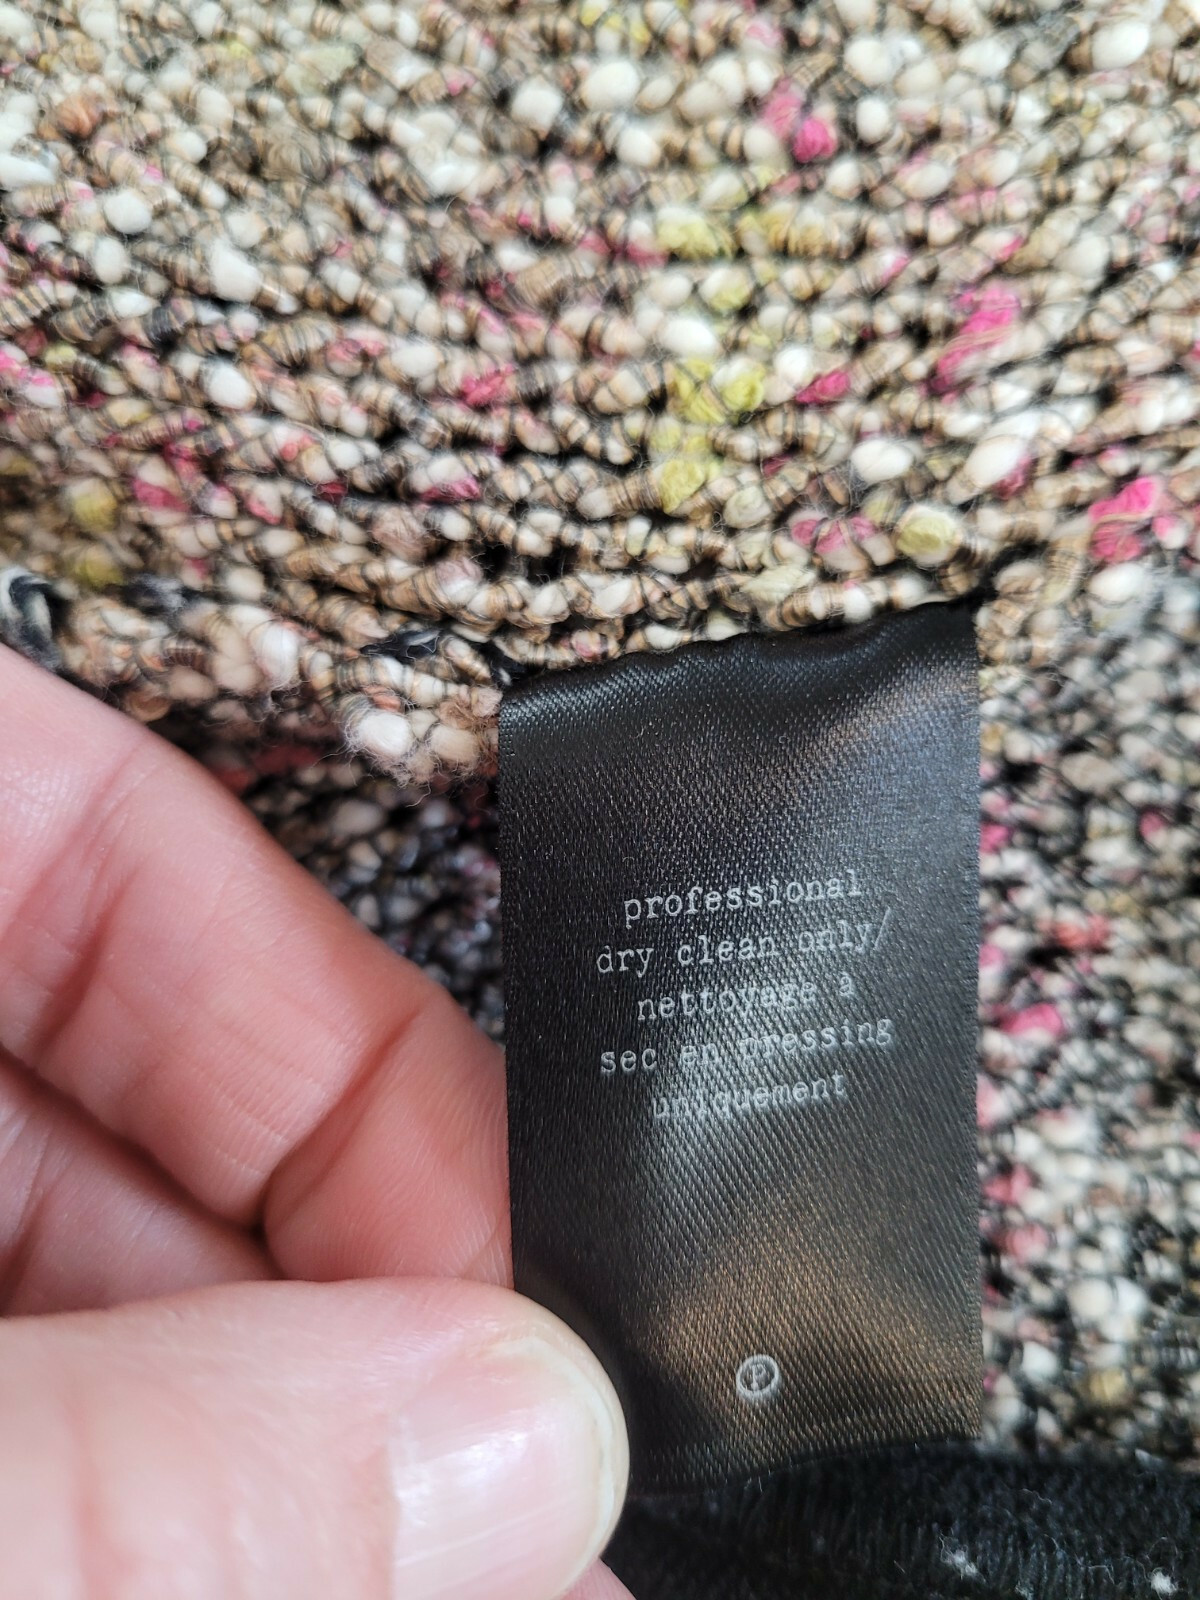 professional
dry clean only/
nettoyage à
sec en pressing
uniquement
P